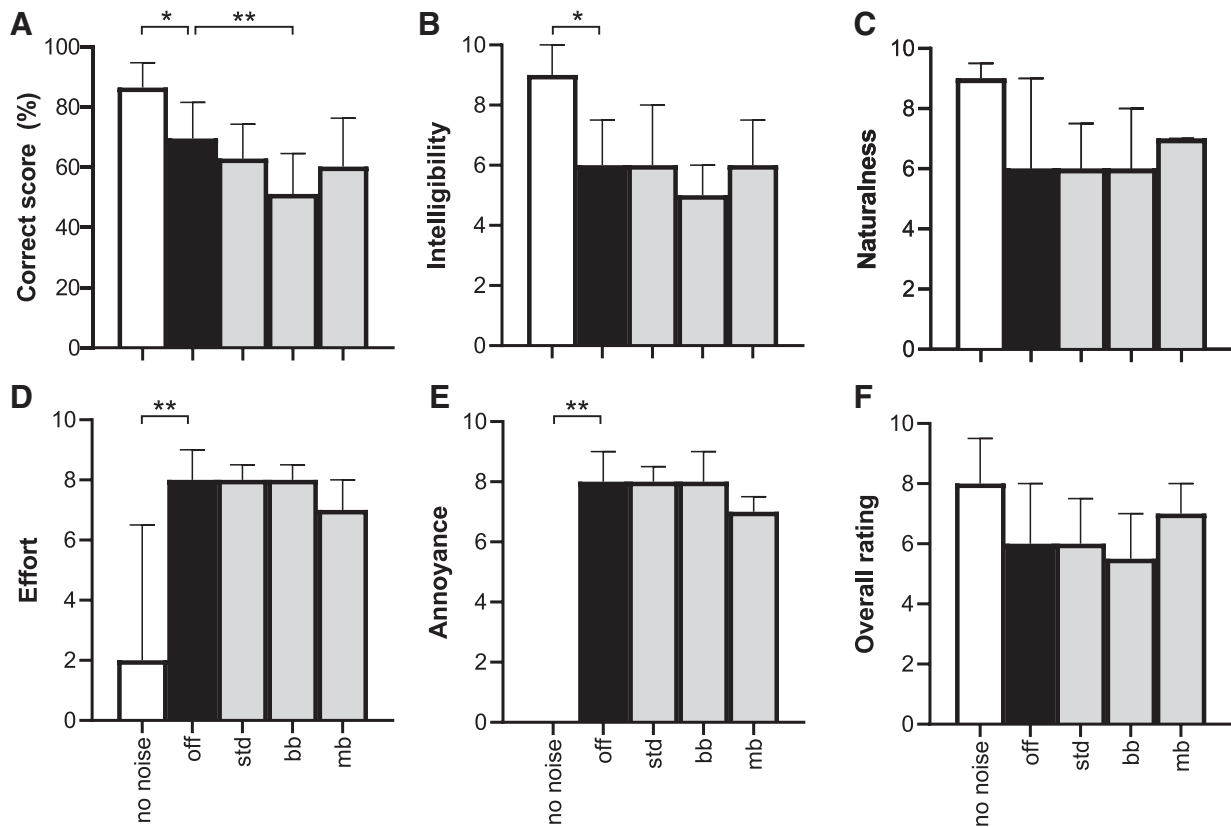 A
* **
Correct score (%)
100
80
60
40
20
0
B
*
Intelligibility
10
8
6
4
2
0
C
Naturalness
10
8
6
4
2
0
D
**
Effort
10
8
6
4
2
0
no noise
off
std
bb
mb
E
**
Annoyance
10
8
6
4
2
0
no noise
off
std
bb
mb
F
Overall rating
10
8
6
4
2
0
no noise
off
std
bb
mb